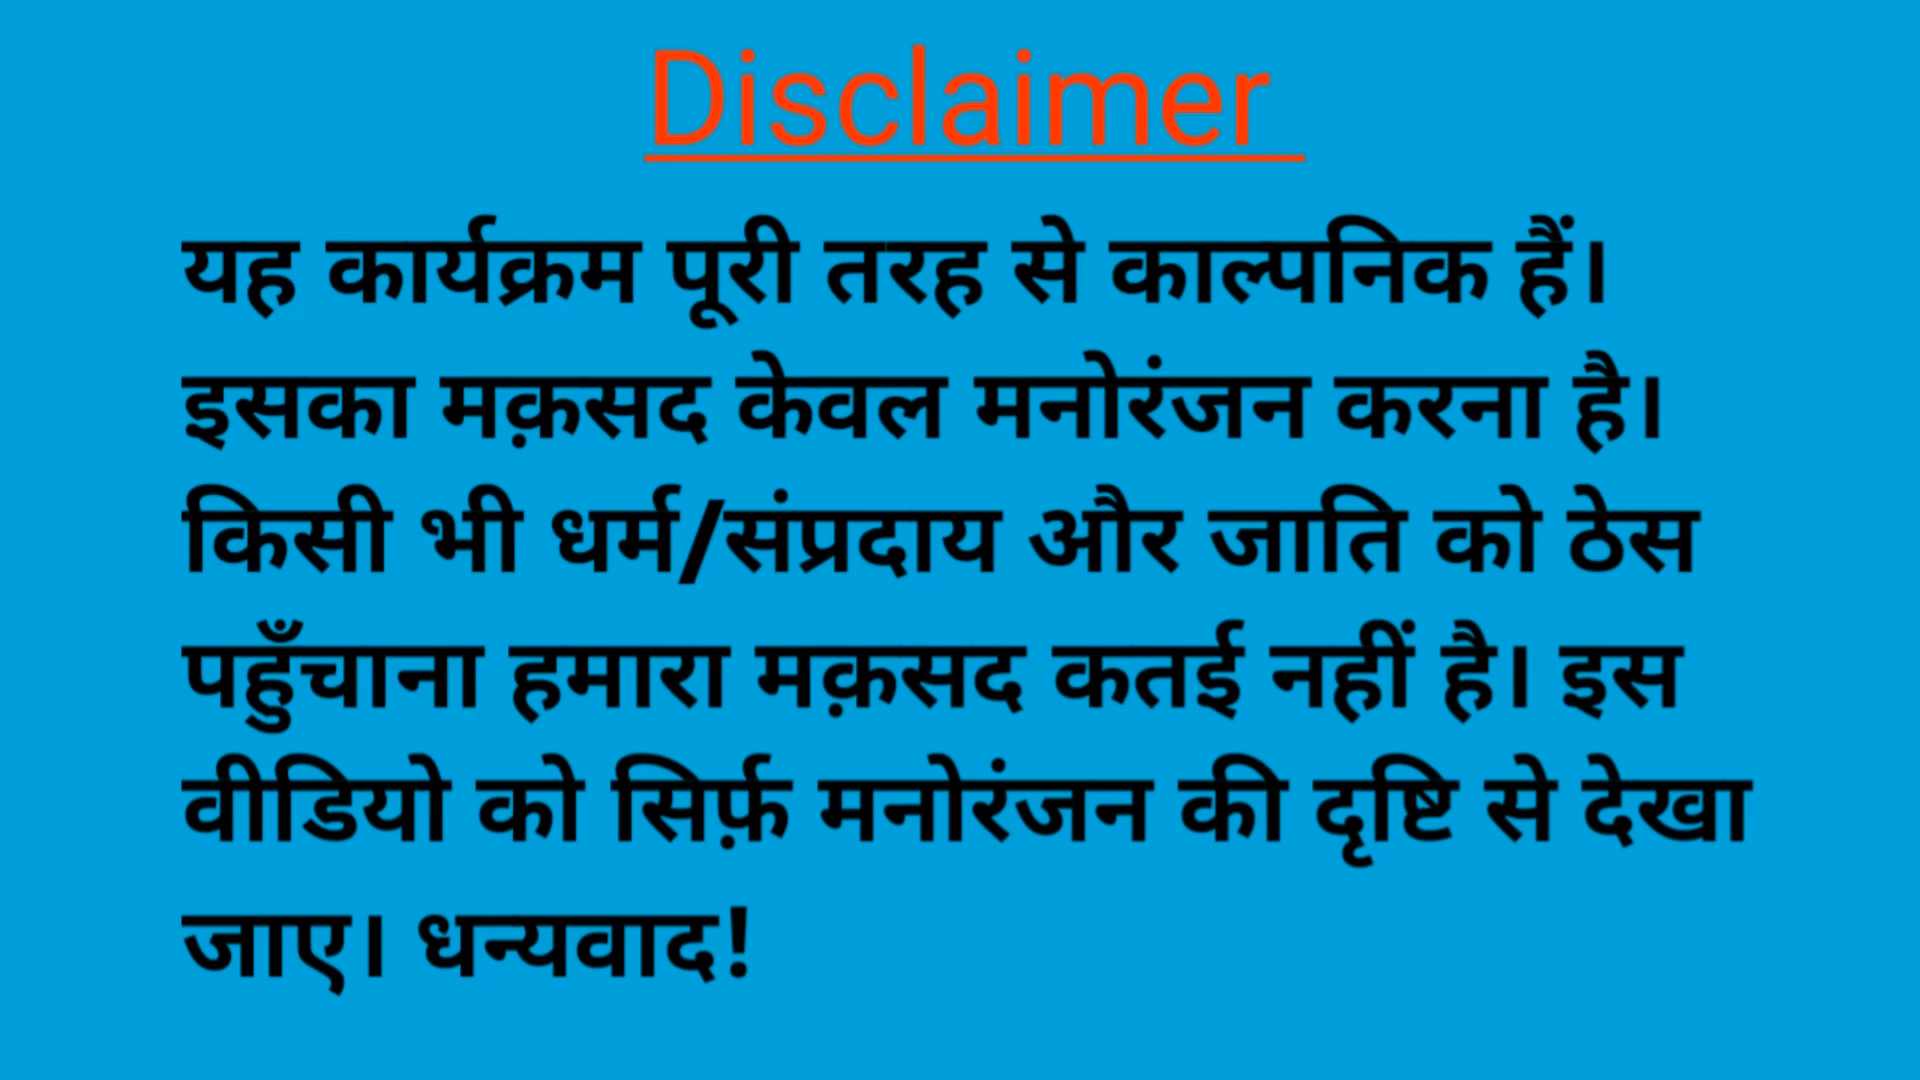 Disclaimer
यह कार्यक्रम पूरी तरह से काल्पनिक हैं।
इसका मक़सद केवल मनोरंजन करना है।
किसी भी धर्म/संप्रदाय और जाति को ठेस
पहुँचाना हमारा मक़सद कतई नहीं है। इस
वीडियो को सिर्फ़ मनोरंजन की दृष्टि से देखा
जाए। धन्यवाद!